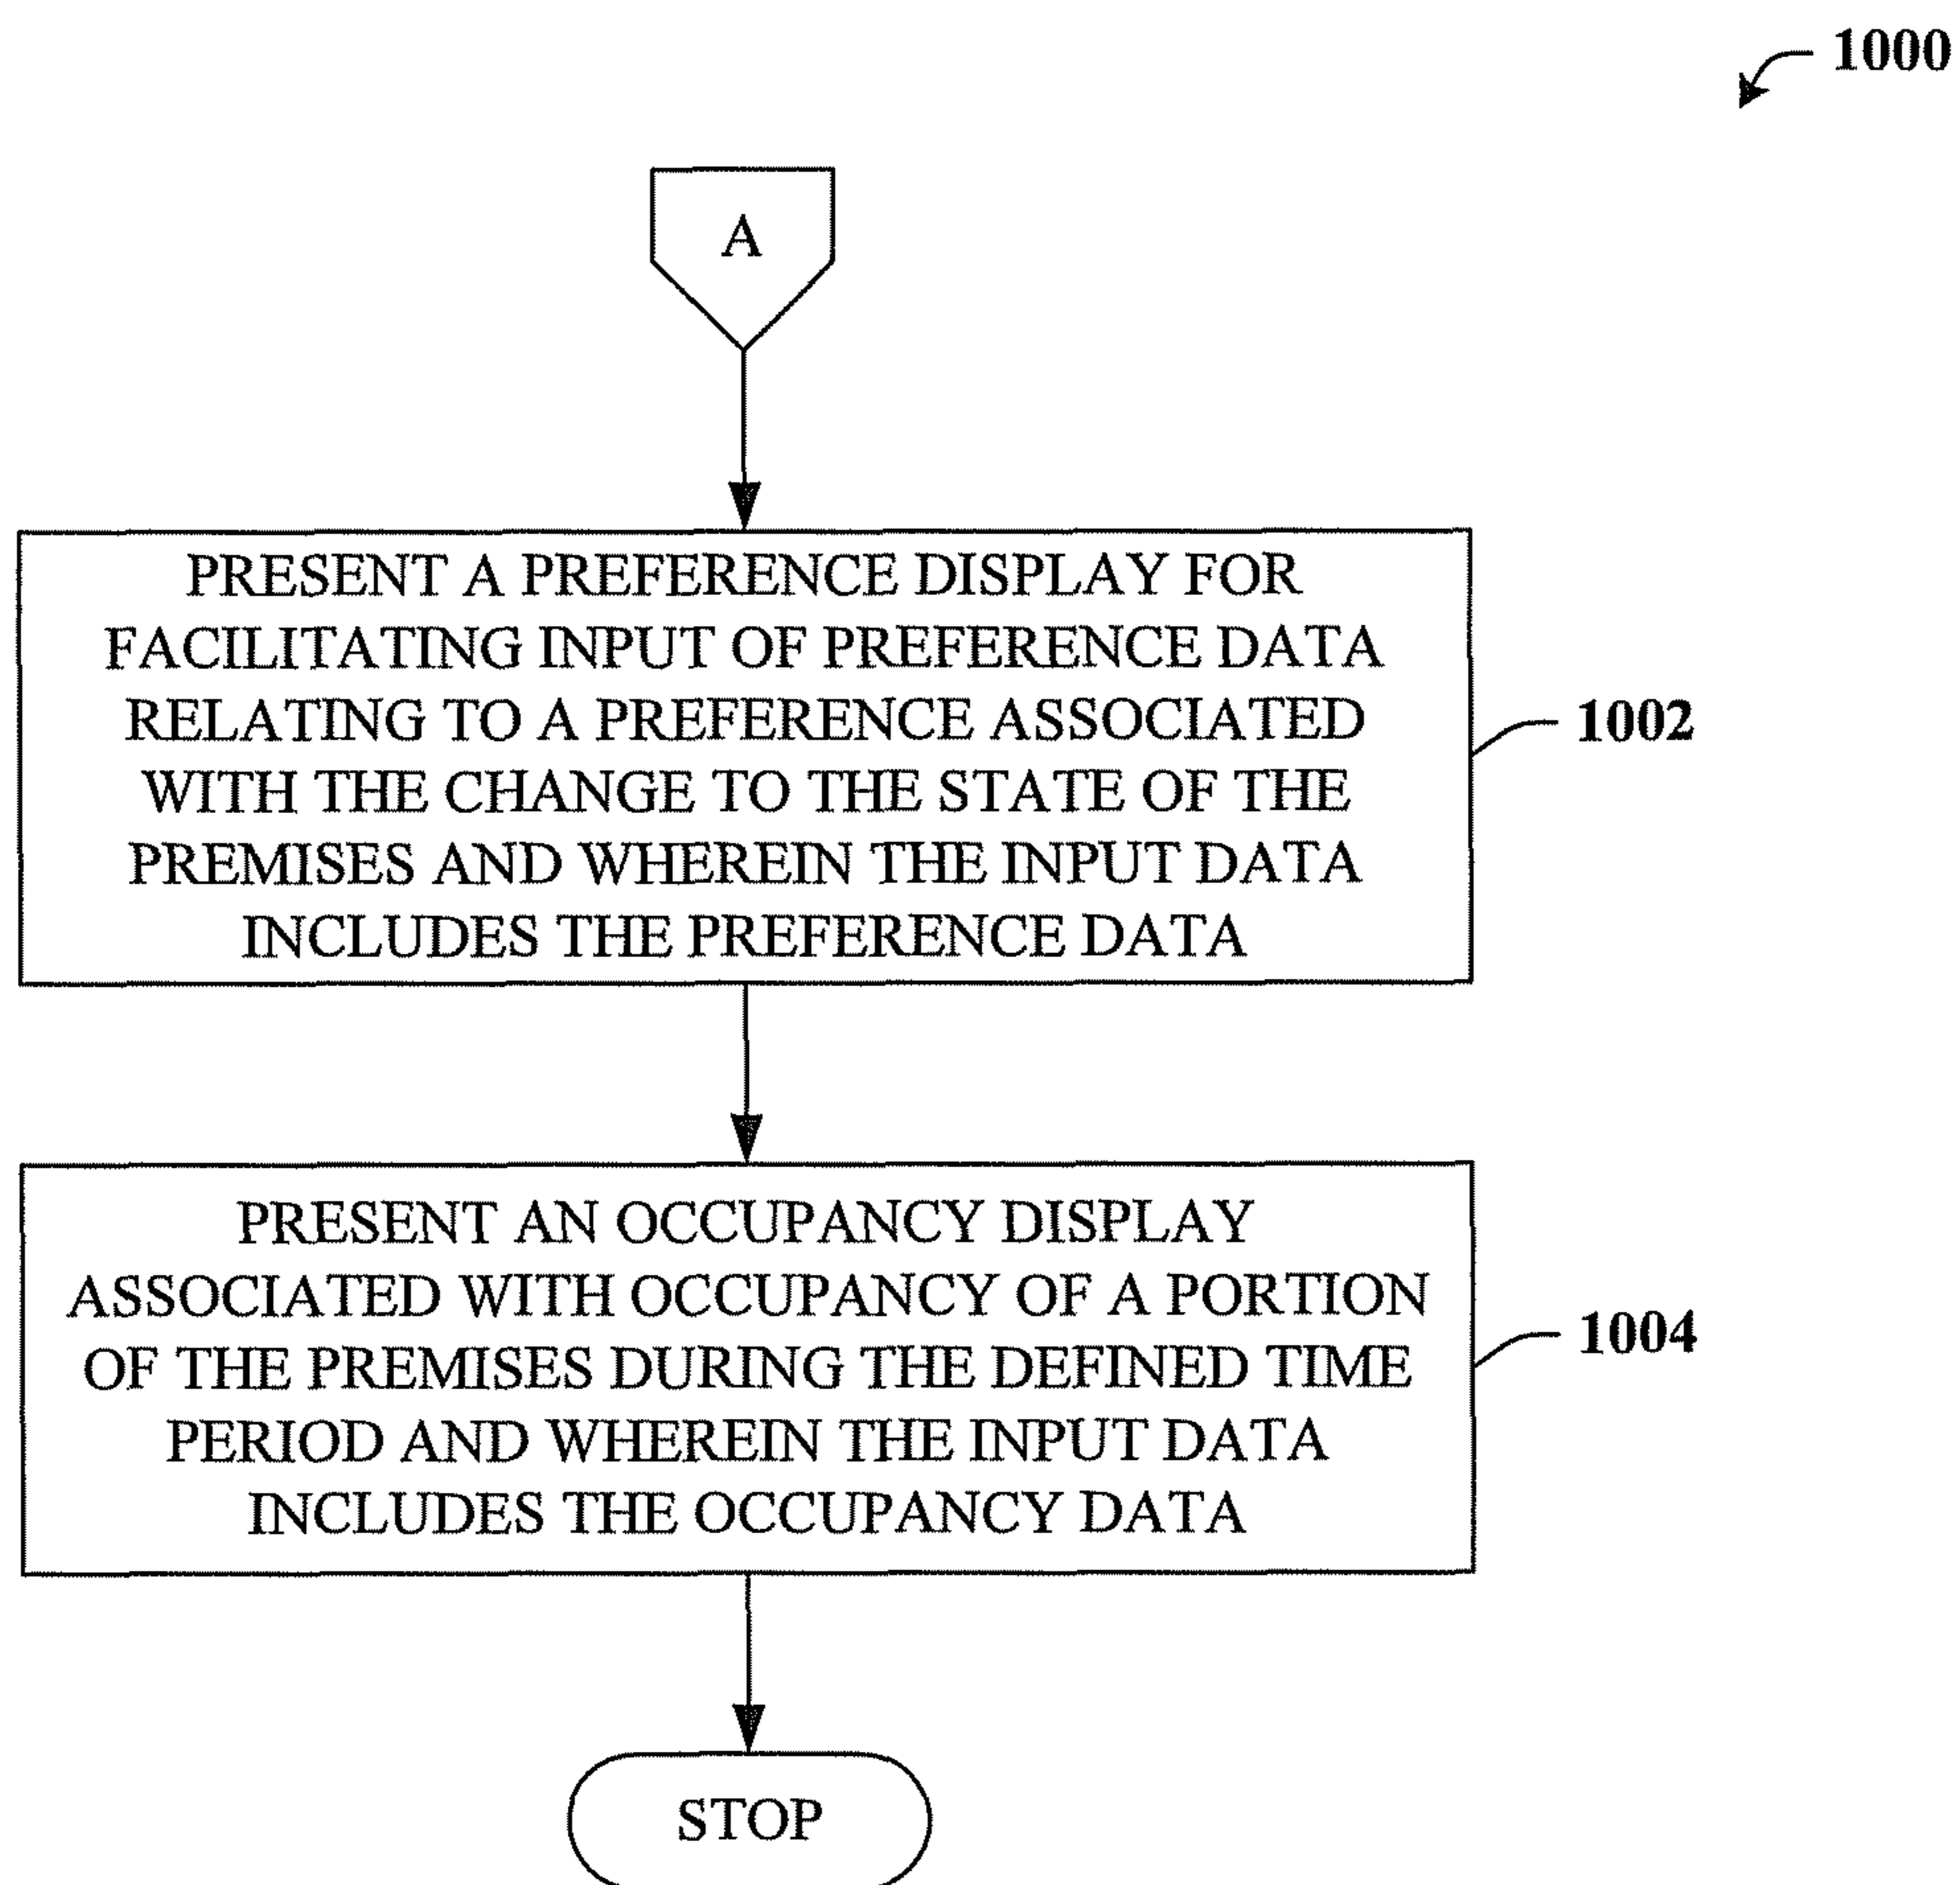 1000
A
PRESENT A PREFERENCE DISPLAY FOR
FACILITATING INPUT OF PREFERENCE DATA
RELATING TO A PREFERENCE ASSOCIATED
WITH THE CHANGE TO THE STATE OF THE
PREMISES AND WHEREIN THE INPUT DATA
INCLUDES THE PREFERENCE DATA
1002
PRESENT AN OCCUPANCY DISPLAY
ASSOCIATED WITH OCCUPANCY OF A PORTION
OF THE PREMISES DURING THE DEFINED TIME
PERIOD AND WHEREIN THE INPUT DATA
INCLUDES THE OCCUPANCY DATA
1004
STOP